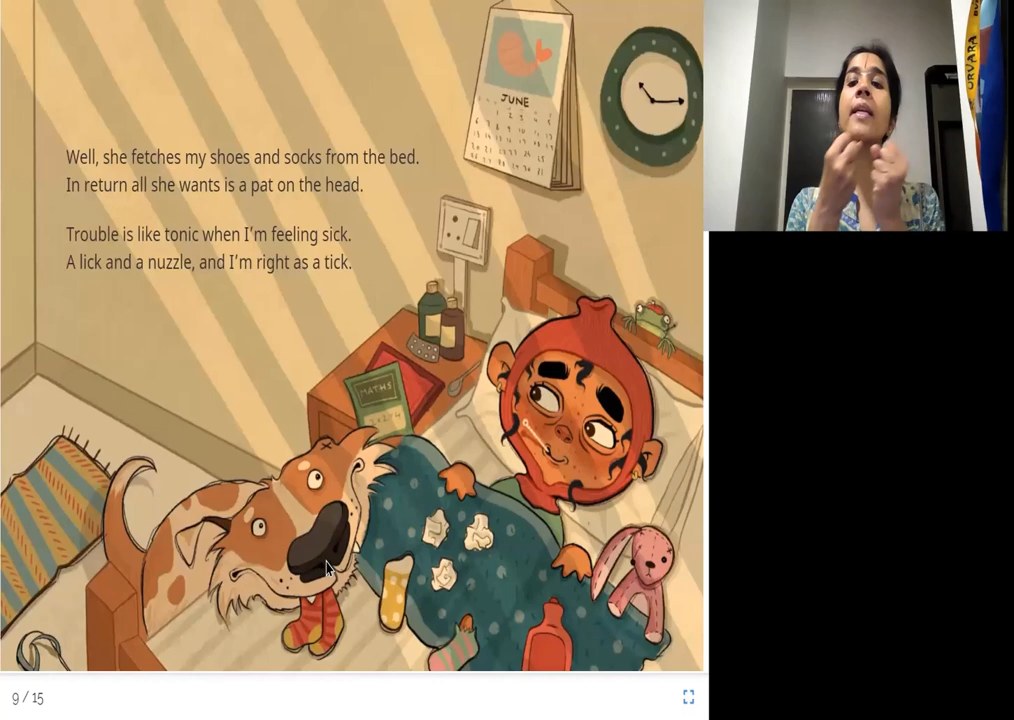 JUNE
Well, she fetches my shoes and socks from the bed.
In return all she wants is a pat on the head.
Trouble is like tonic when I'm feeling sick.
A lick and a nuzzle, and I'm right as a tick.
MATHS
ORVARA
9 / 15